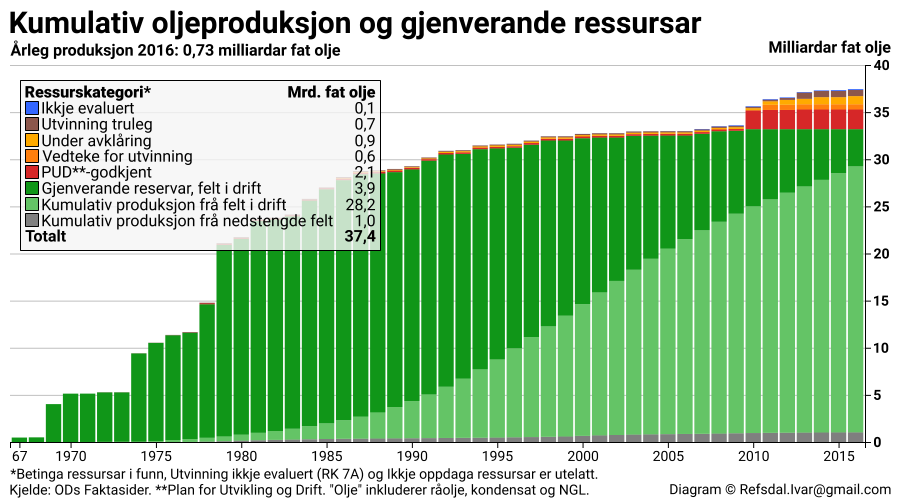 Kumulativ oljeproduksjon og gjenverande ressursar
Årleg produksjon 2016: 0,73 milliardar fat olje
Milliardar fat olje
Ressurskategori* Mrd. fat olje
Ikkje evaluert 0,1
Utvinning truleg 0,7
Under avklåring 0,9
Vedteke for utvinning 0,6
PUD**-godkjent 2,1
Gjenverande reservar, felt i drift 3,9
Kumulativ produksjon frå felt i drift 28,2
Kumulativ produksjon frå nedstengde felt 1,0
Totalt 37,4
40
35
30
25
20
15
10
5
0
67 1970 1975 1980 1985 1990 1995 2000 2005 2010 2015
*Betinga ressursar i funn, Utvinning ikkje evaluert (RK 7A) og Ikkje oppdaga ressursar er utelatt.
Kjelde: ODs Faktasider. **Plan for Utvikling og Drift. "Olje" inkluderer råolje, kondensat og NGL.
Diagram © Refsdal.Ivar@gmail.com